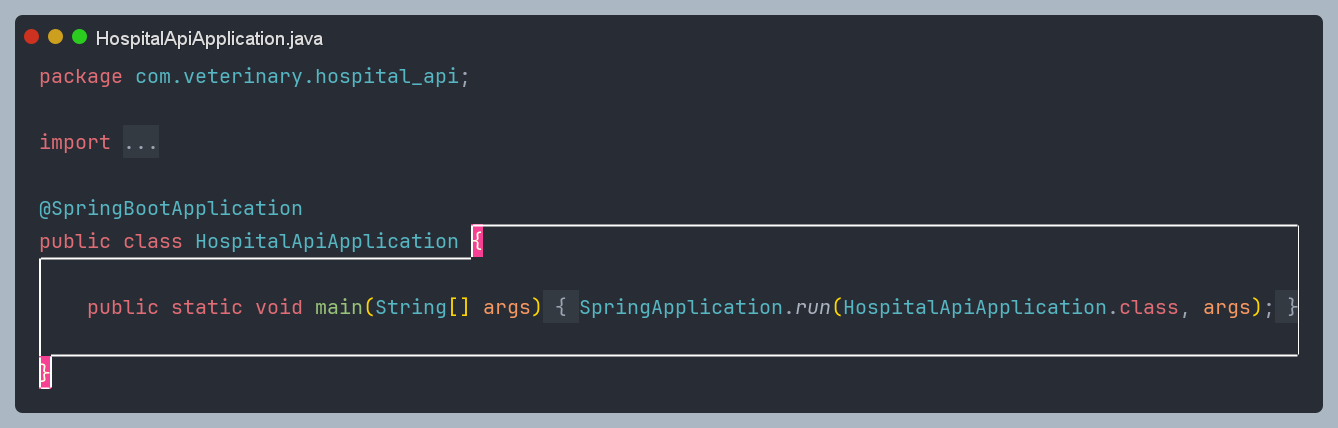 HospitalApiApplication.java
package com.veterinary.hospital_api;
import ...
@SpringBootApplication
public class HospitalApiApplication {
public static void main(String[] args) { SpringApplication.run(HospitalApiApplication.class, args); }
}